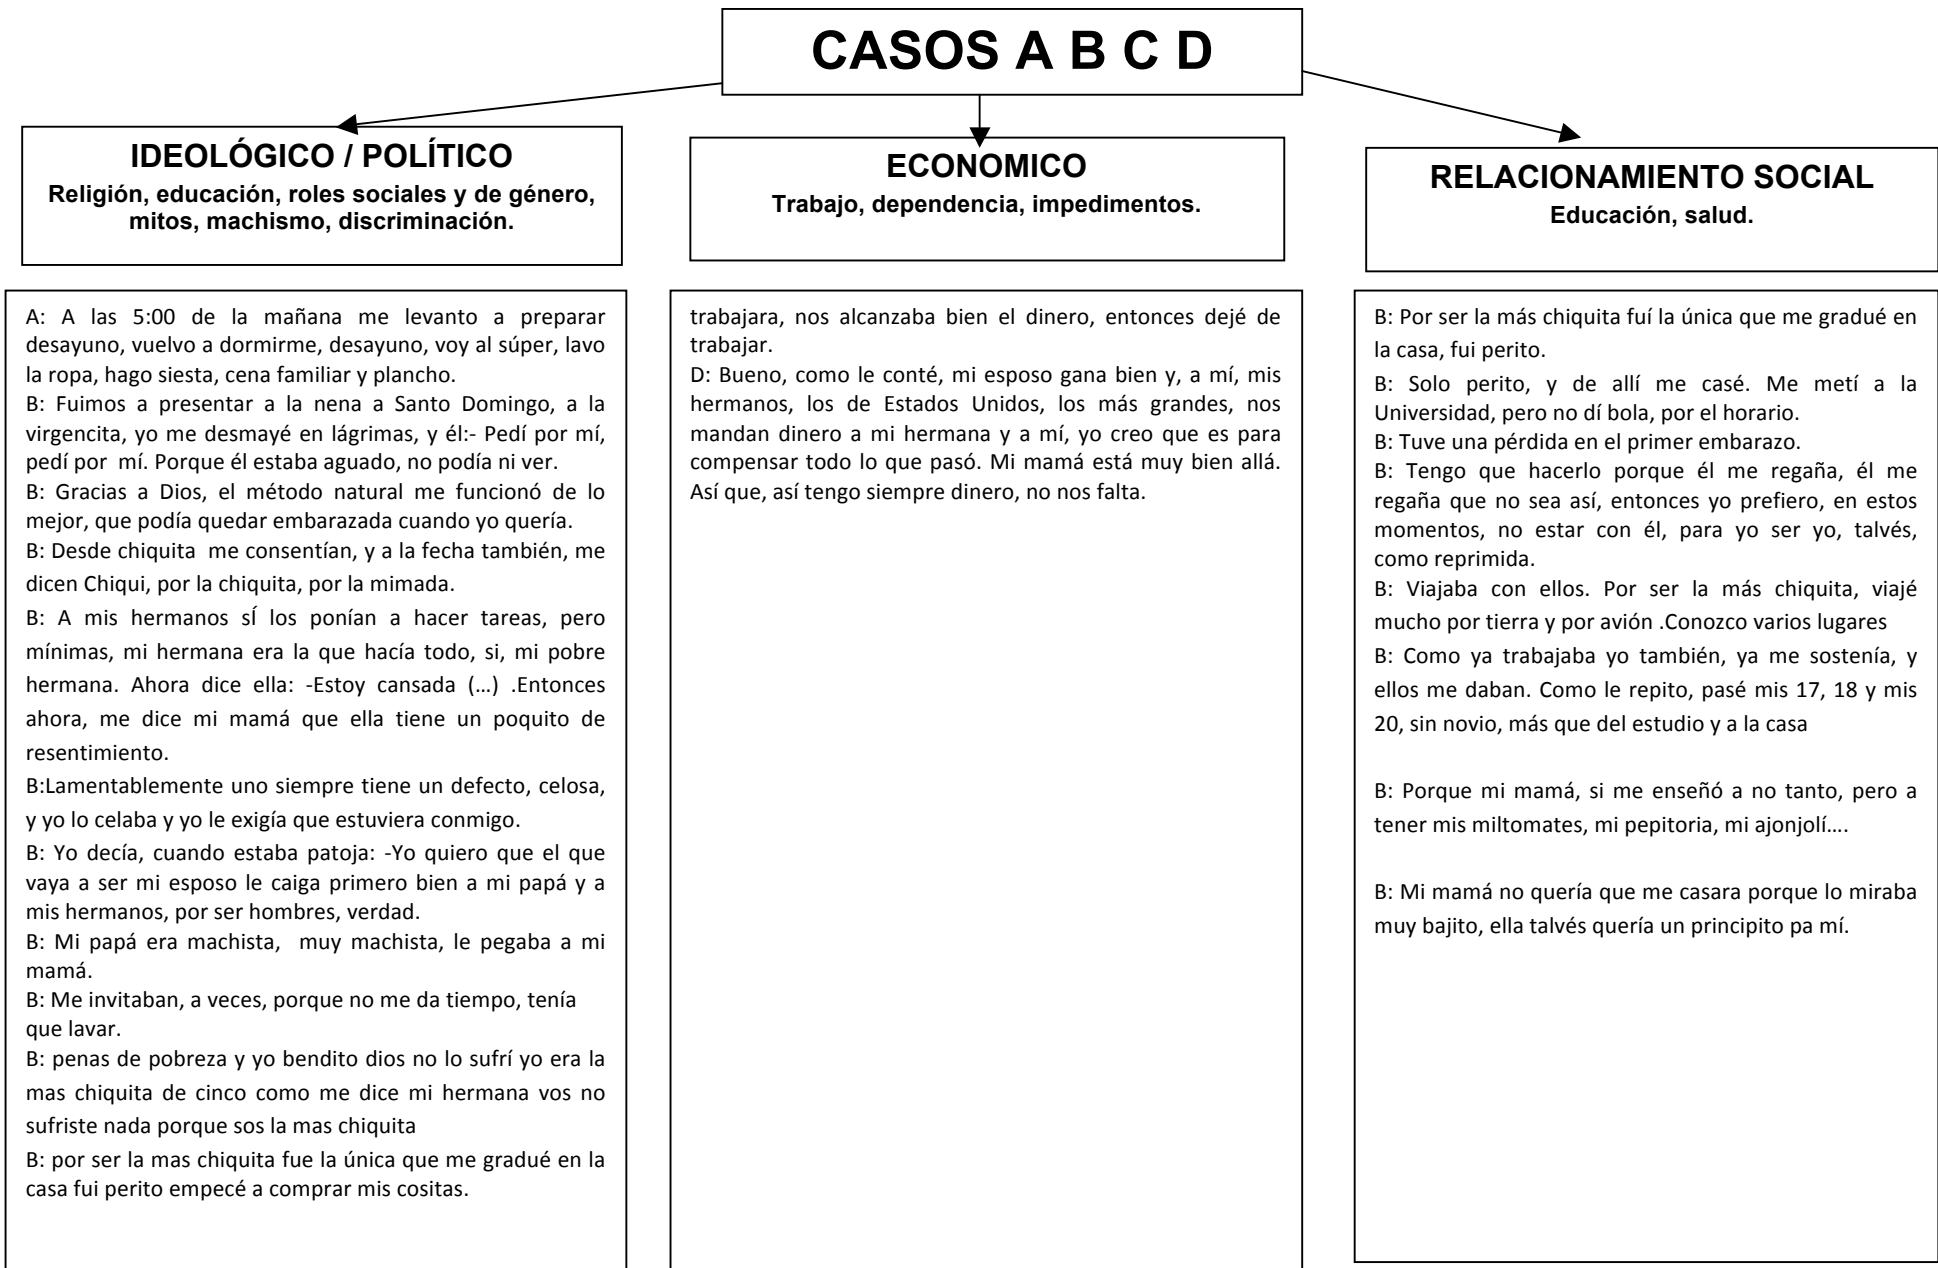 CASOS A B C D
IDEOLÓGICO / POLÍTICO
Religión, educación, roles sociales y de género,
mitos, machismo, discriminación.
ECONOMICO
Trabajo, dependencia, impedimentos.
RELACIONAMIENTO SOCIAL
Educación, salud.
A: A las 5:00 de la mañana me levanto a preparar
desayuno, vuelvo a dormirme, desayuno, voy al súper, lavo
la ropa, hago siesta, cena familiar y plancho.
B: Fuimos a presentar a la nena a Santo Domingo, a la
virgencita, yo me desmayé en lágrimas, y él:- Pedí por mí,
pedí por mí. Porque él estaba aguado, no podía ni ver.
B: Gracias a Dios, el método natural me funcionó de lo
mejor, que podía quedar embarazada cuando yo quería.
B: Desde chiquita me consentían, y a la fecha también, me
dicen Chiqui, por la chiquita, por la mimada.
B: A mis hermanos sÍ los ponían a hacer tareas, pero
mínimas, mi hermana era la que hacía todo, si, mi pobre
hermana. Ahora dice ella: -Estoy cansada (…) .Entonces
ahora, me dice mi mamá que ella tiene un poquito de
resentimiento.
B:Lamentablemente uno siempre tiene un defecto, celosa,
y yo lo celaba y yo le exigía que estuviera conmigo.
B: Yo decía, cuando estaba patoja: -Yo quiero que el que
vaya a ser mi esposo le caiga primero bien a mi papá y a
mis hermanos, por ser hombres, verdad.
B: Mi papá era machista, muy machista, le pegaba a mi
mamá.
B: Me invitaban, a veces, porque no me da tiempo, tenía
que lavar.
B: penas de pobreza y yo bendito dios no lo sufrí yo era la
mas chiquita de cinco como me dice mi hermana vos no
sufriste nada porque sos la mas chiquita
B: por ser la mas chiquita fue la única que me gradué en la
casa fui perito empecé a comprar mis cositas.
trabajara, nos alcanzaba bien el dinero, entonces dejé de
trabajar.
D: Bueno, como le conté, mi esposo gana bien y, a mí, mis
hermanos, los de Estados Unidos, los más grandes, nos
mandan dinero a mi hermana y a mí, yo creo que es para
compensar todo lo que pasó. Mi mamá está muy bien allá.
Así que, así tengo siempre dinero, no nos falta.
B: Por ser la más chiquita fuí la única que me gradué en
la casa, fui perito.
B: Solo perito, y de allí me casé. Me metí a la
Universidad, pero no dí bola, por el horario.
B: Tuve una pérdida en el primer embarazo.
B: Tengo que hacerlo porque él me regaña, él me
regaña que no sea así, entonces yo prefiero, en estos
momentos, no estar con él, para yo ser yo, talvés,
como reprimida.
B: Viajaba con ellos. Por ser la más chiquita, viajé
mucho por tierra y por avión .Conozco varios lugares
B: Como ya trabajaba yo también, ya me sostenía, y
ellos me daban. Como le repito, pasé mis 17, 18 y mis
20, sin novio, más que del estudio y a la casa
B: Porque mi mamá, si me enseñó a no tanto, pero a
tener mis miltomates, mi pepitoria, mi ajonjolí….
B: Mi mamá no quería que me casara porque lo miraba
muy bajito, ella talvés quería un principito pa mí.